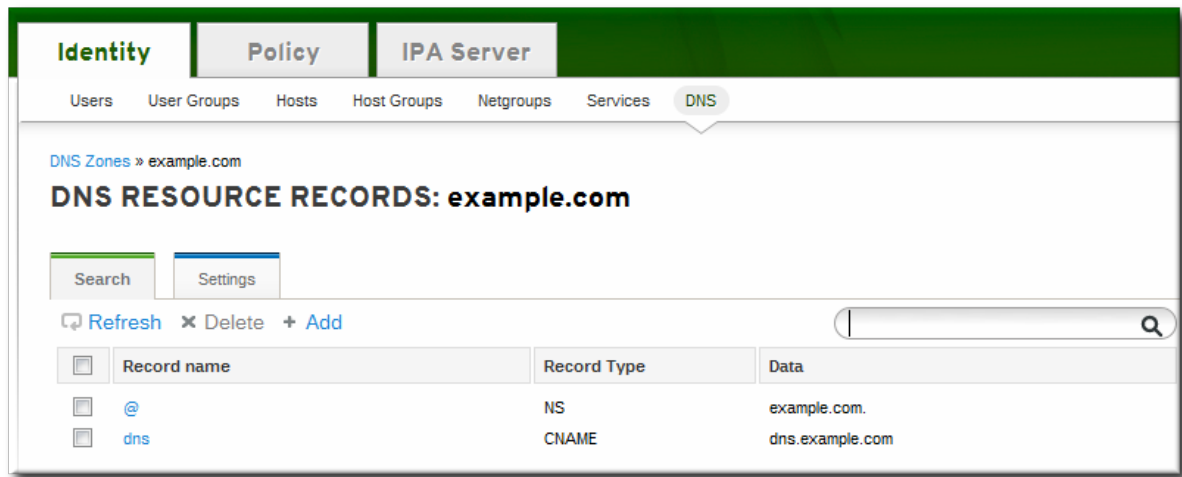 Identity Policy IPA Server
Users User Groups Hosts Host Groups Netgroups Services DNS
DNS Zones » example.com
DNS RESOURCE RECORDS: example.com
Search Settings
Refresh × Delete + Add
Record name Record Type Data
@ NS example.com.
dns CNAME dns.example.com